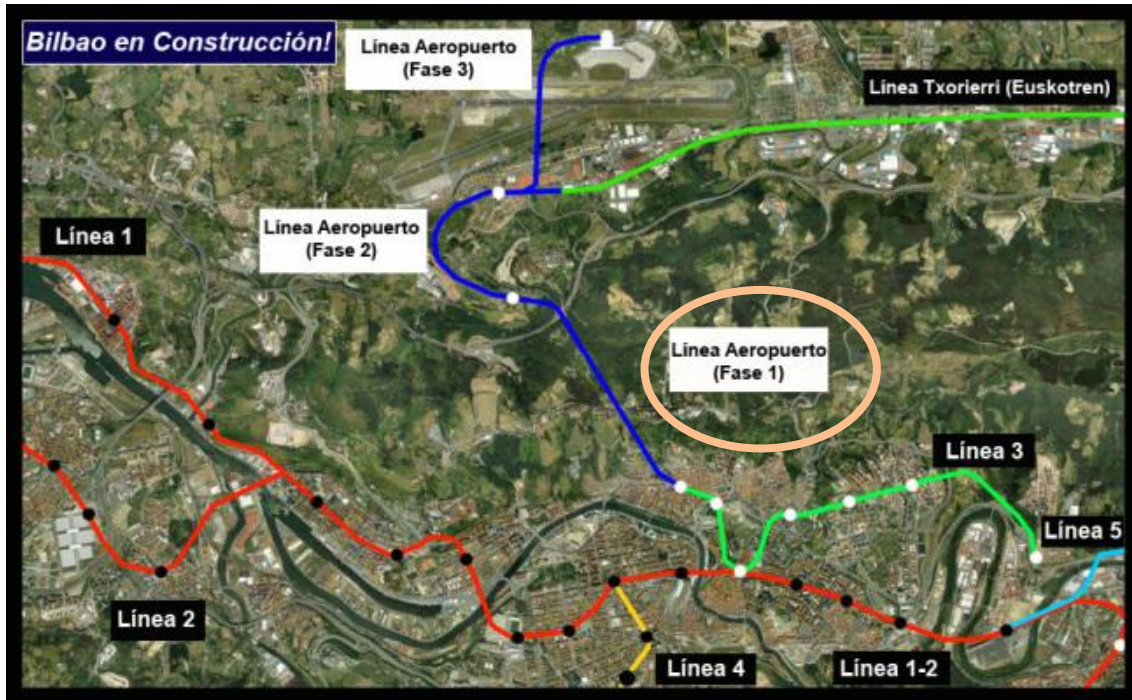 Bilbao en Construcción!
Línea Aeropuerto
(Fase 3)
Línea Txorierri (Euskotren)
Línea Aeropuerto
(Fase 2)
Línea 1
Línea Aeropuerto
(Fase 1)
Línea 3
Línea 5
Línea 2
Línea 4
Línea 1-2